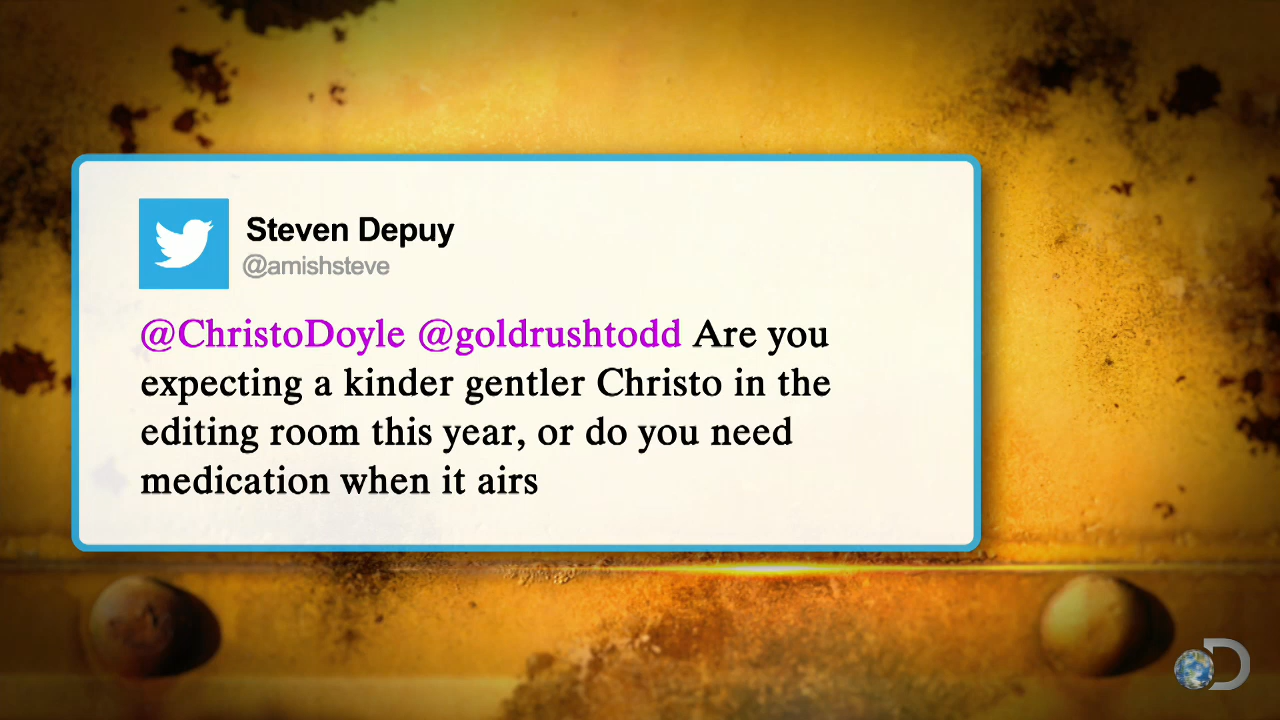 Steven Depuy
@amishsteve
@ChristoDoyle @goldrushtodd Are you
expecting a kinder gentler Christo in the
editing room this year, or do you need
medication when it airs
D